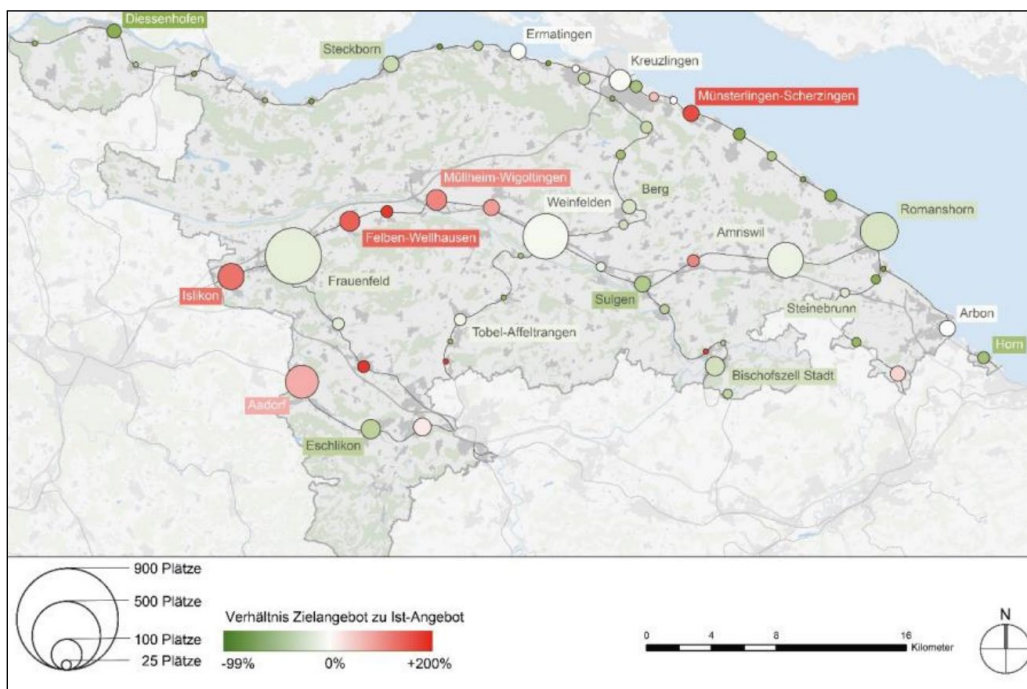 Diessenhofen
Steckborn
Ermatingen
Kreuzlingen
Münsterlingen-Scherzingen
Müllheim-Wigoltingen
Berg
Weinfelden
Felben-Wellhausen
Romanshorn
Amriswil
Islikon
Frauenfeld
Sulgen
Steinebrunn
Arbon
Tobel-Affeltrangen
Horn
Bischofszell Stadt
Aadorf
Eschlikon
900 Plätze
500 Plätze
100 Plätze
25 Plätze
Verhältnis Zielangebot zu Ist-Angebot
-99% 0% +200%
0 4 8 16
Kilometer
N